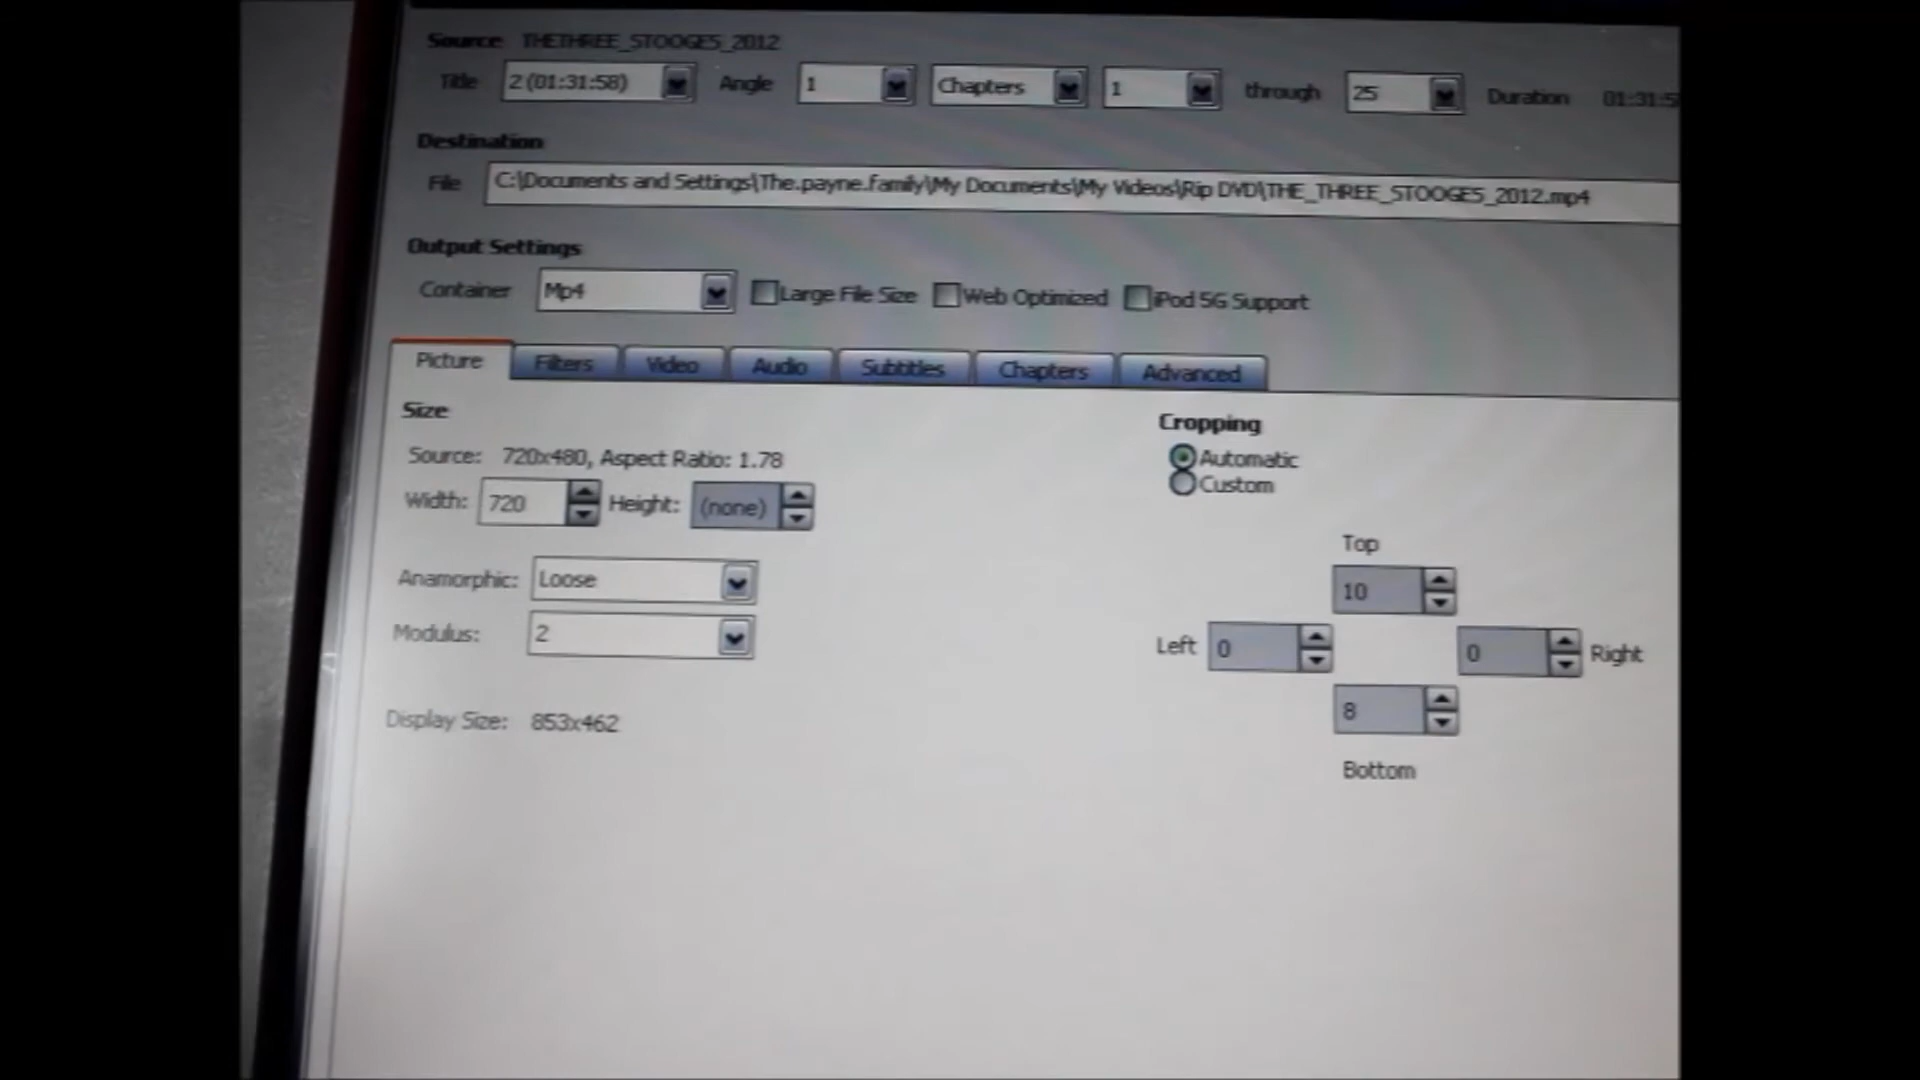 Source THETHREE_STOOGES_2012
Title 2 (01:31:58) Angle 1 Chapters 1 through 25 Duration
Destination
File C:\Documents and Settings\The.payne.family\My Documents\My Videos\Rip DVD\THE_THREE_STOOGES_2012.mp4
Output Settings
Container Mp4 Large File Size Web Optimized iPod 5G Support
Picture Filters Video Audio Subtitles Chapters Advanced
Size
Cropping
Source: 720x480, Aspect Ratio: 1.78
Automatic
Width: 720 Height: (none)
Custom
Top
Anamorphic: Loose
10
Modulus: 2
Left 0 0 Right
Display Size: 853x462
8
Bottom